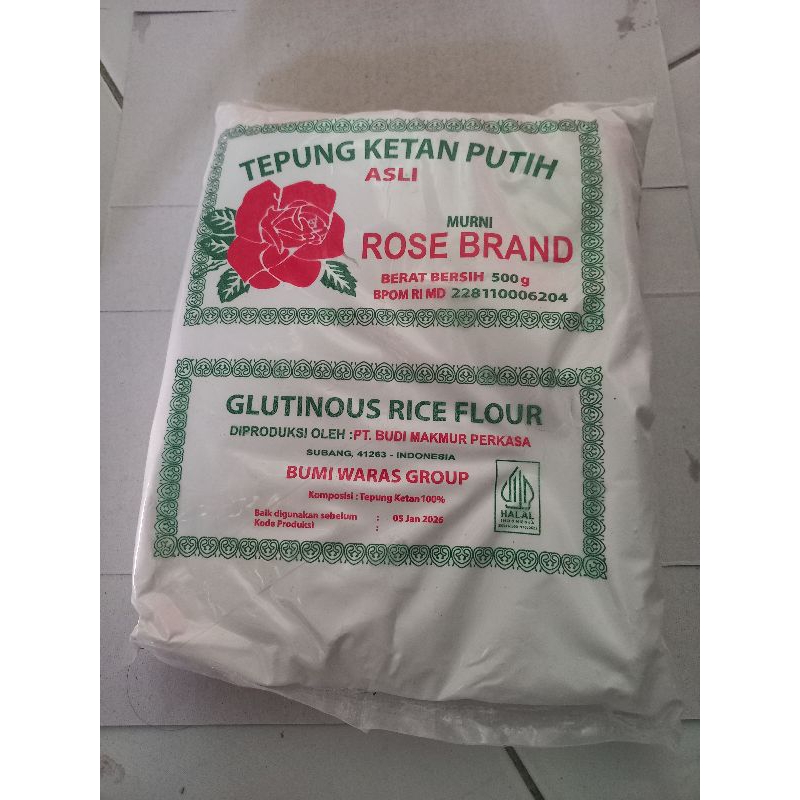 TEPUNG KETAN PUTIH
ASLI
MURNI
ROSE BRAND
BERAT BERSIH 500 g
BPOM RI MD 228110006204
GLUTINOUS RICE FLOUR
DIPRODUKSI OLEH : PT. BUDI MAKMUR PERKASA
SUBANG, 41263 - INDONESIA
BUMI WARAS GROUP
Komposisi : Tepung Ketan 100%
Baik digunakan sebelum : 05 Jan 2026
Kode Produksi :
HALAL
INDONESIA